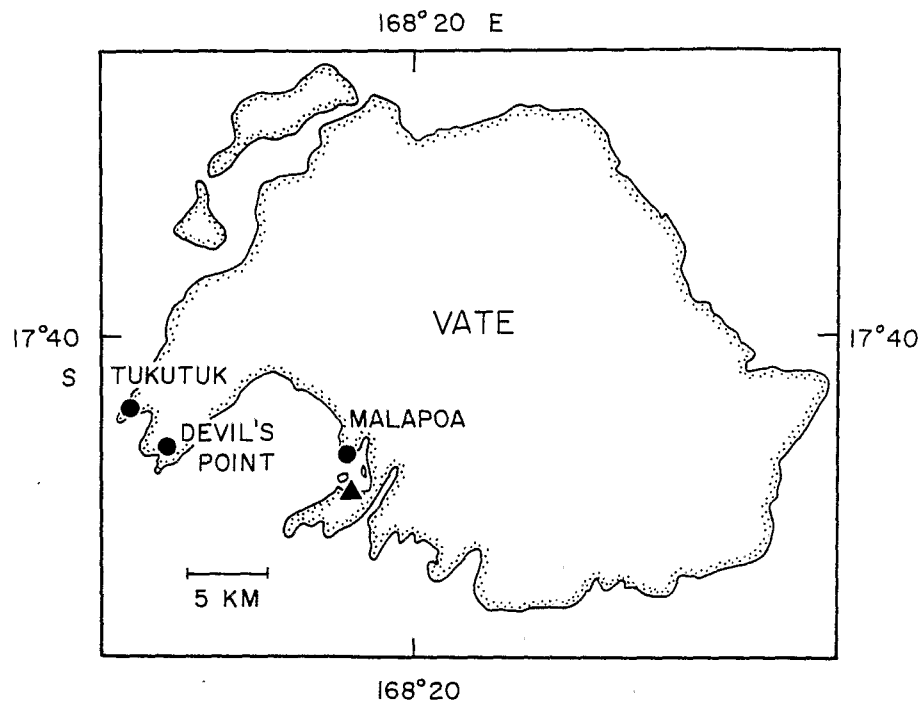 168° 20 E
VATE
17° 40
17° 40
S
TUKUTUK
MALAPOA
DEVIL'S
POINT
5 KM
168° 20